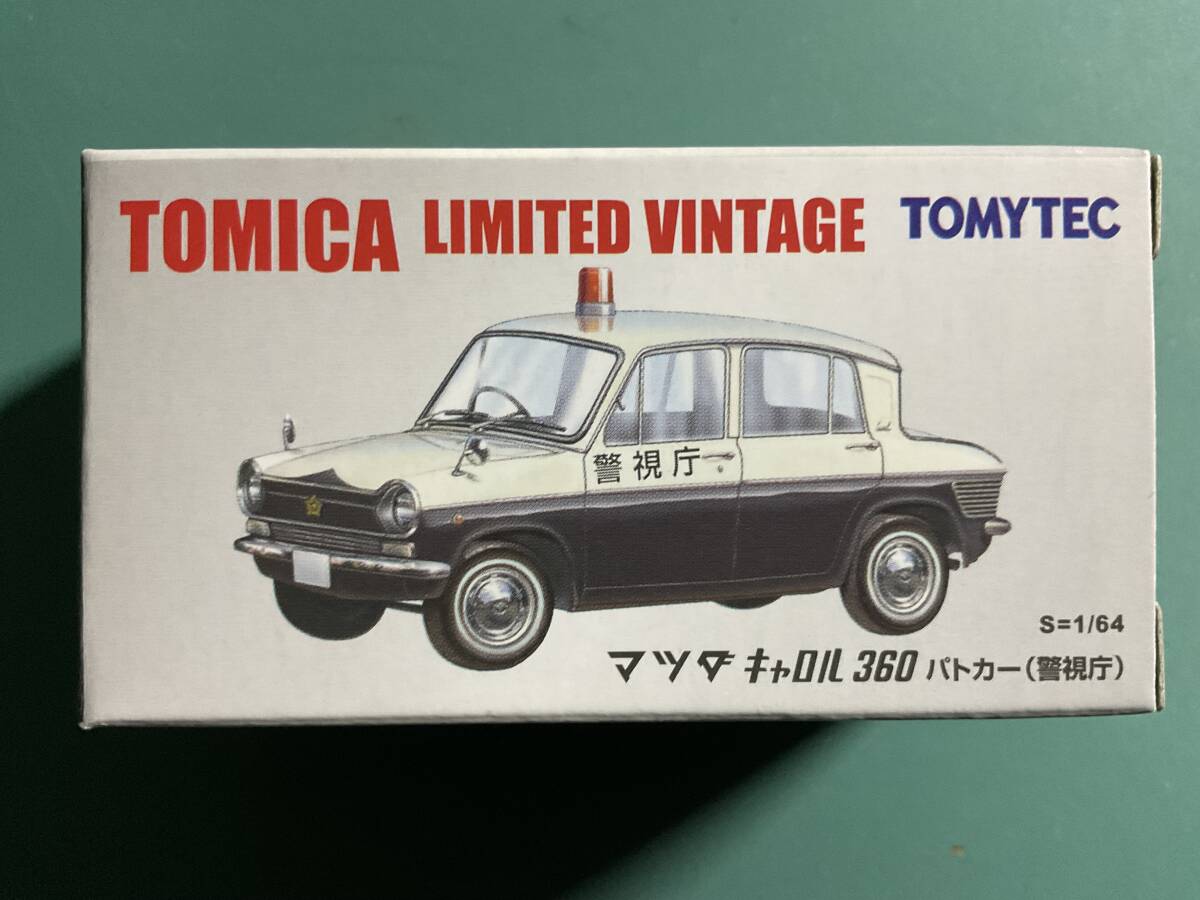 TOMICA LIMITED VINTAGE TOMYTEC
警視庁
S=1/64
マツダ キャロル 360 パトカー(警視庁)